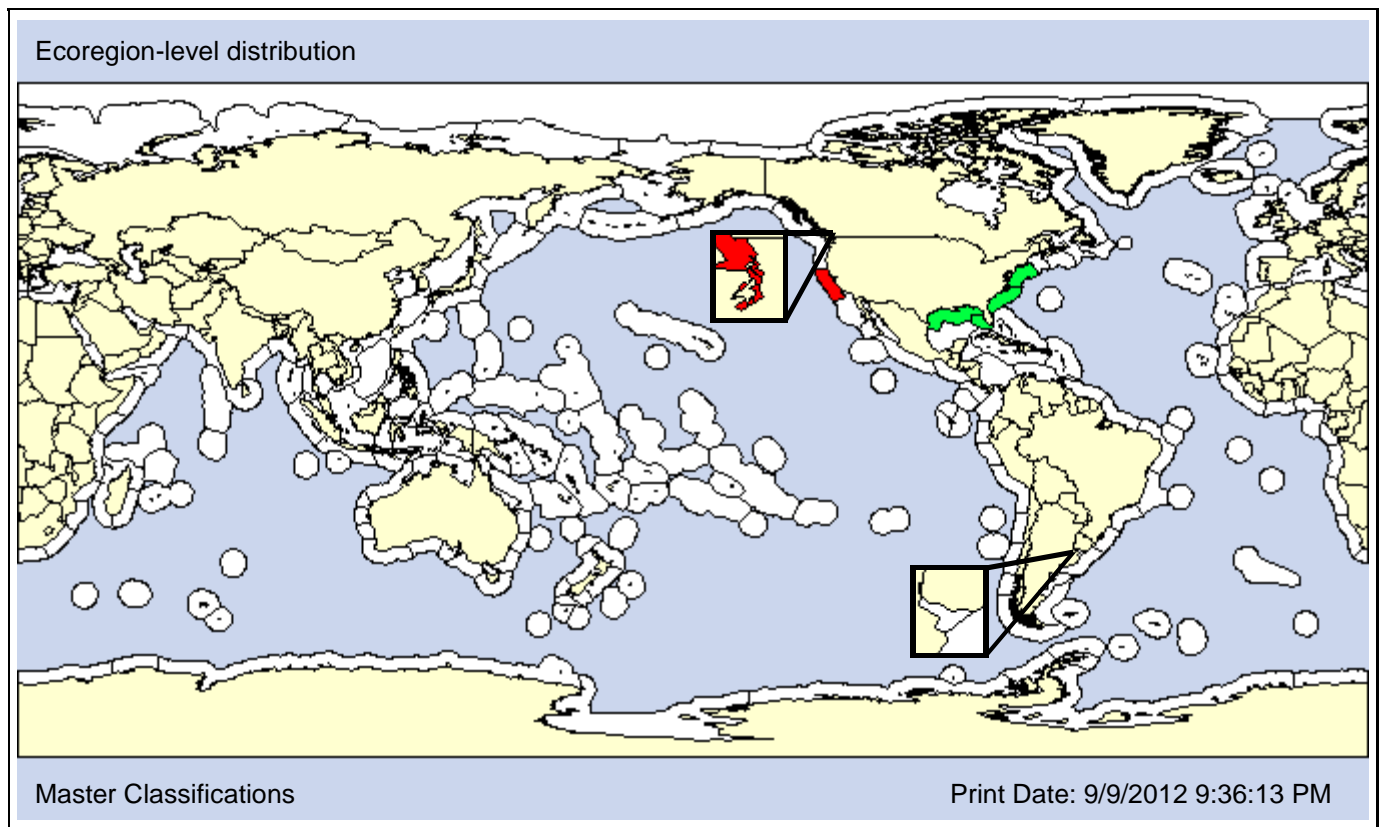 Ecoregion-level distribution
Master Classifications
Print Date: 9/9/2012 9:36:13 PM